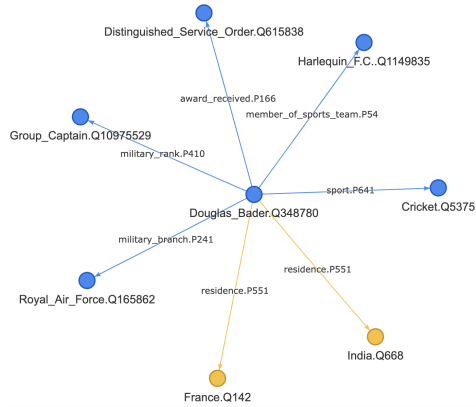 Distinguished_Service_Order.Q615838
Harlequin_F.C..Q1149835
award_received.P166
member_of_sports_team.P54
Group_Captain.Q10975529
military_rank.P410
sport.P641
Cricket.Q5375
Douglas_Bader.Q348780
military_branch.P241
residence.P551
residence.P551
Royal_Air_Force.Q165862
India.Q668
France.Q142